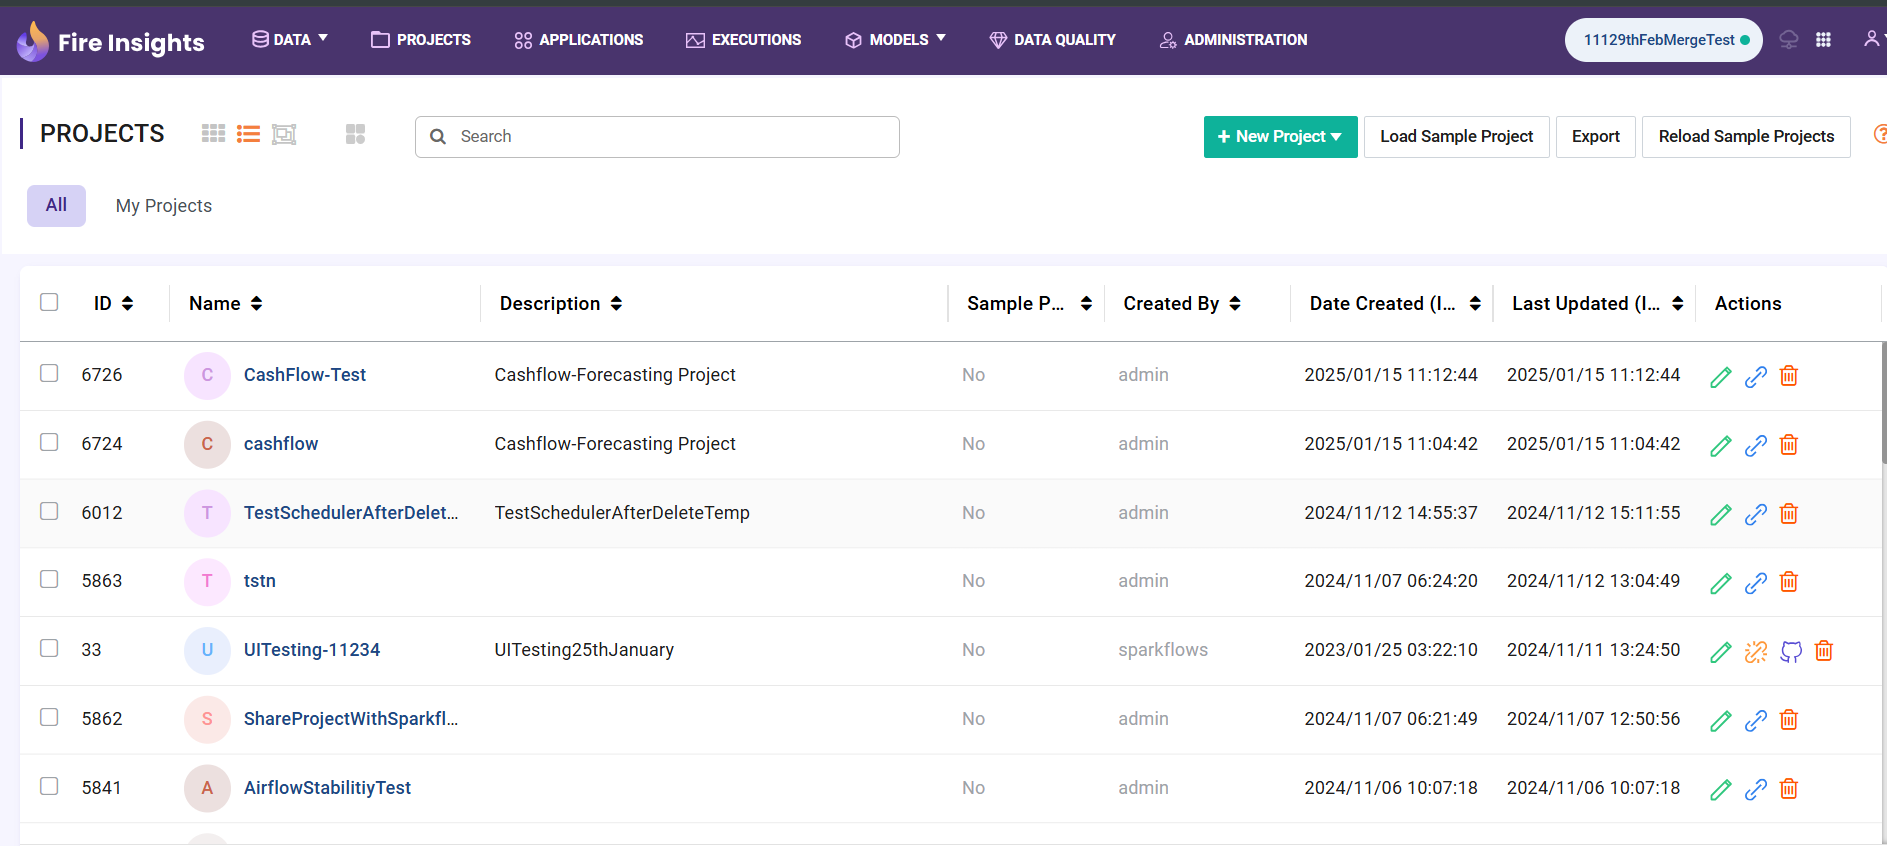 Fire Insights DATA PROJECTS APPLICATIONS EXECUTIONS MODELS DATA QUALITY ADMINISTRATION 11129thFebMergeTest
PROJECTS Search + New Project Load Sample Project Export Reload Sample Projects
All My Projects
ID Name Description Sample P... Created By Date Created (I... Last Updated (I... Actions
6726 C CashFlow-Test Cashflow-Forecasting Project No admin 2025/01/15 11:12:44 2025/01/15 11:12:44
6724 C cashflow Cashflow-Forecasting Project No admin 2025/01/15 11:04:42 2025/01/15 11:04:42
6012 T TestSchedulerAfterDelet... TestSchedulerAfterDeleteTemp No admin 2024/11/12 14:55:37 2024/11/12 15:11:55
5863 T tstn No admin 2024/11/07 06:24:20 2024/11/12 13:04:49
33 U UITesting-11234 UITesting25thJanuary No sparkflows 2023/01/25 03:22:10 2024/11/11 13:24:50
5862 S ShareProjectWithSparkfl... No admin 2024/11/07 06:21:49 2024/11/07 12:50:56
5841 A AirflowStabilitiyTest No admin 2024/11/06 10:07:18 2024/11/06 10:07:18